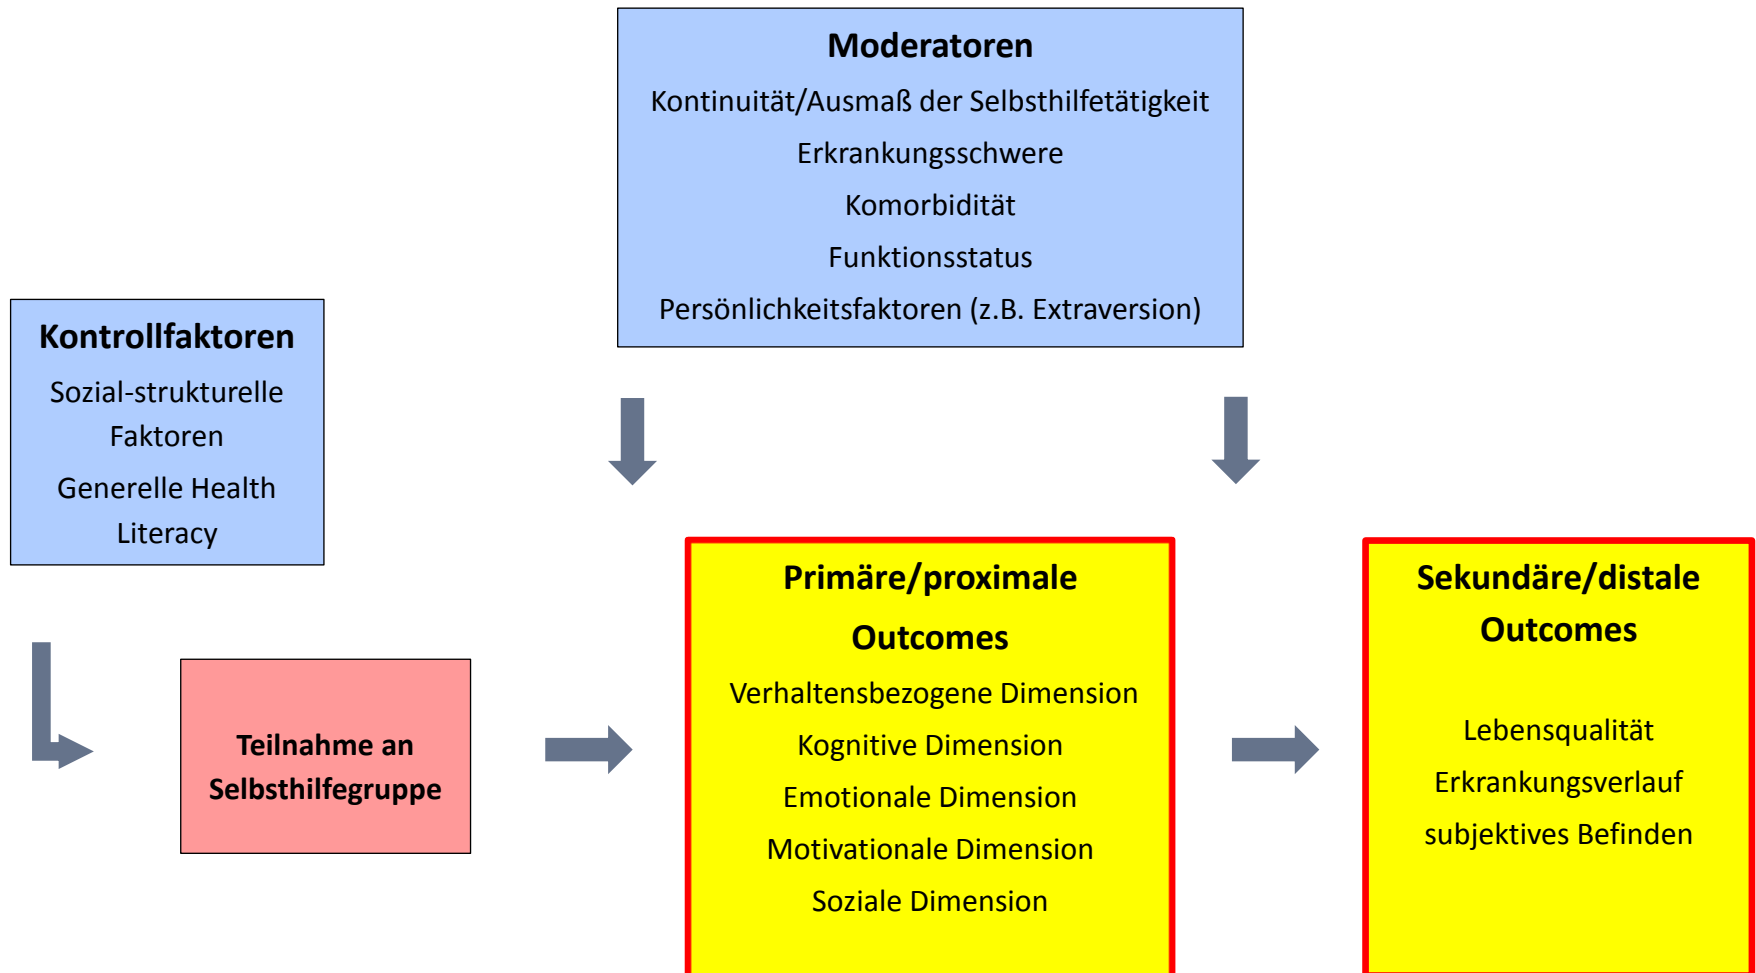 Moderatoren
Kontinuität/Ausmaß der Selbsthilfetätigkeit
Erkrankungsschwere
Komorbidität
Funktionsstatus
Persönlichkeitsfaktoren (z.B. Extraversion)
Kontrollfaktoren
Sozial-strukturelle
Faktoren
Generelle Health
Literacy
Teilnahme an
Selbsthilfegruppe
Primäre/proximale
Outcomes
Verhaltensbezogene Dimension
Kognitive Dimension
Emotionale Dimension
Motivationale Dimension
Soziale Dimension
Sekundäre/distale
Outcomes
Lebensqualität
Erkrankungsverlauf
subjektives Befinden